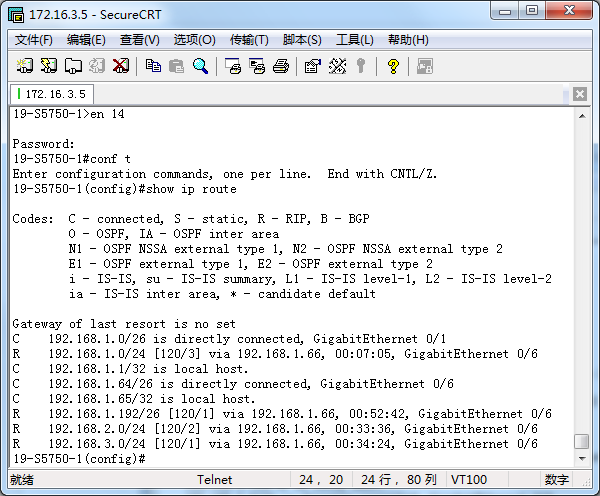 172.16.3.5 - SecureCRT
文件(F) 编辑(E) 查看(V) 选项(O) 传输(T) 脚本(S) 工具(L) 帮助(H)
172.16.3.5
19-S5750-1>en 14
Password:
19-S5750-1#conf t
Enter configuration commands, one per line.  End with CNTL/Z.
19-S5750-1(config)#show ip route
Codes:  C - connected, S - static, R - RIP, B - BGP
        O - OSPF, IA - OSPF inter area
        N1 - OSPF NSSA external type 1, N2 - OSPF NSSA external type 2
        E1 - OSPF external type 1, E2 - OSPF external type 2
        i - IS-IS, su - IS-IS summary, L1 - IS-IS level-1, L2 - IS-IS level-2
        ia - IS-IS inter area, * - candidate default
Gateway of last resort is no set
C    192.168.1.0/26 is directly connected, GigabitEthernet 0/1
R    192.168.1.0/24 [120/3] via 192.168.1.66, 00:07:05, GigabitEthernet 0/6
C    192.168.1.1/32 is local host.
C    192.168.1.64/26 is directly connected, GigabitEthernet 0/6
C    192.168.1.65/32 is local host.
R    192.168.1.192/26 [120/1] via 192.168.1.66, 00:52:42, GigabitEthernet 0/6
R    192.168.2.0/24 [120/2] via 192.168.1.66, 00:33:36, GigabitEthernet 0/6
R    192.168.3.0/24 [120/1] via 192.168.1.66, 00:34:24, GigabitEthernet 0/6
19-S5750-1(config)#
就绪 Telnet 24, 20 24 行, 80 列 VT100 数字